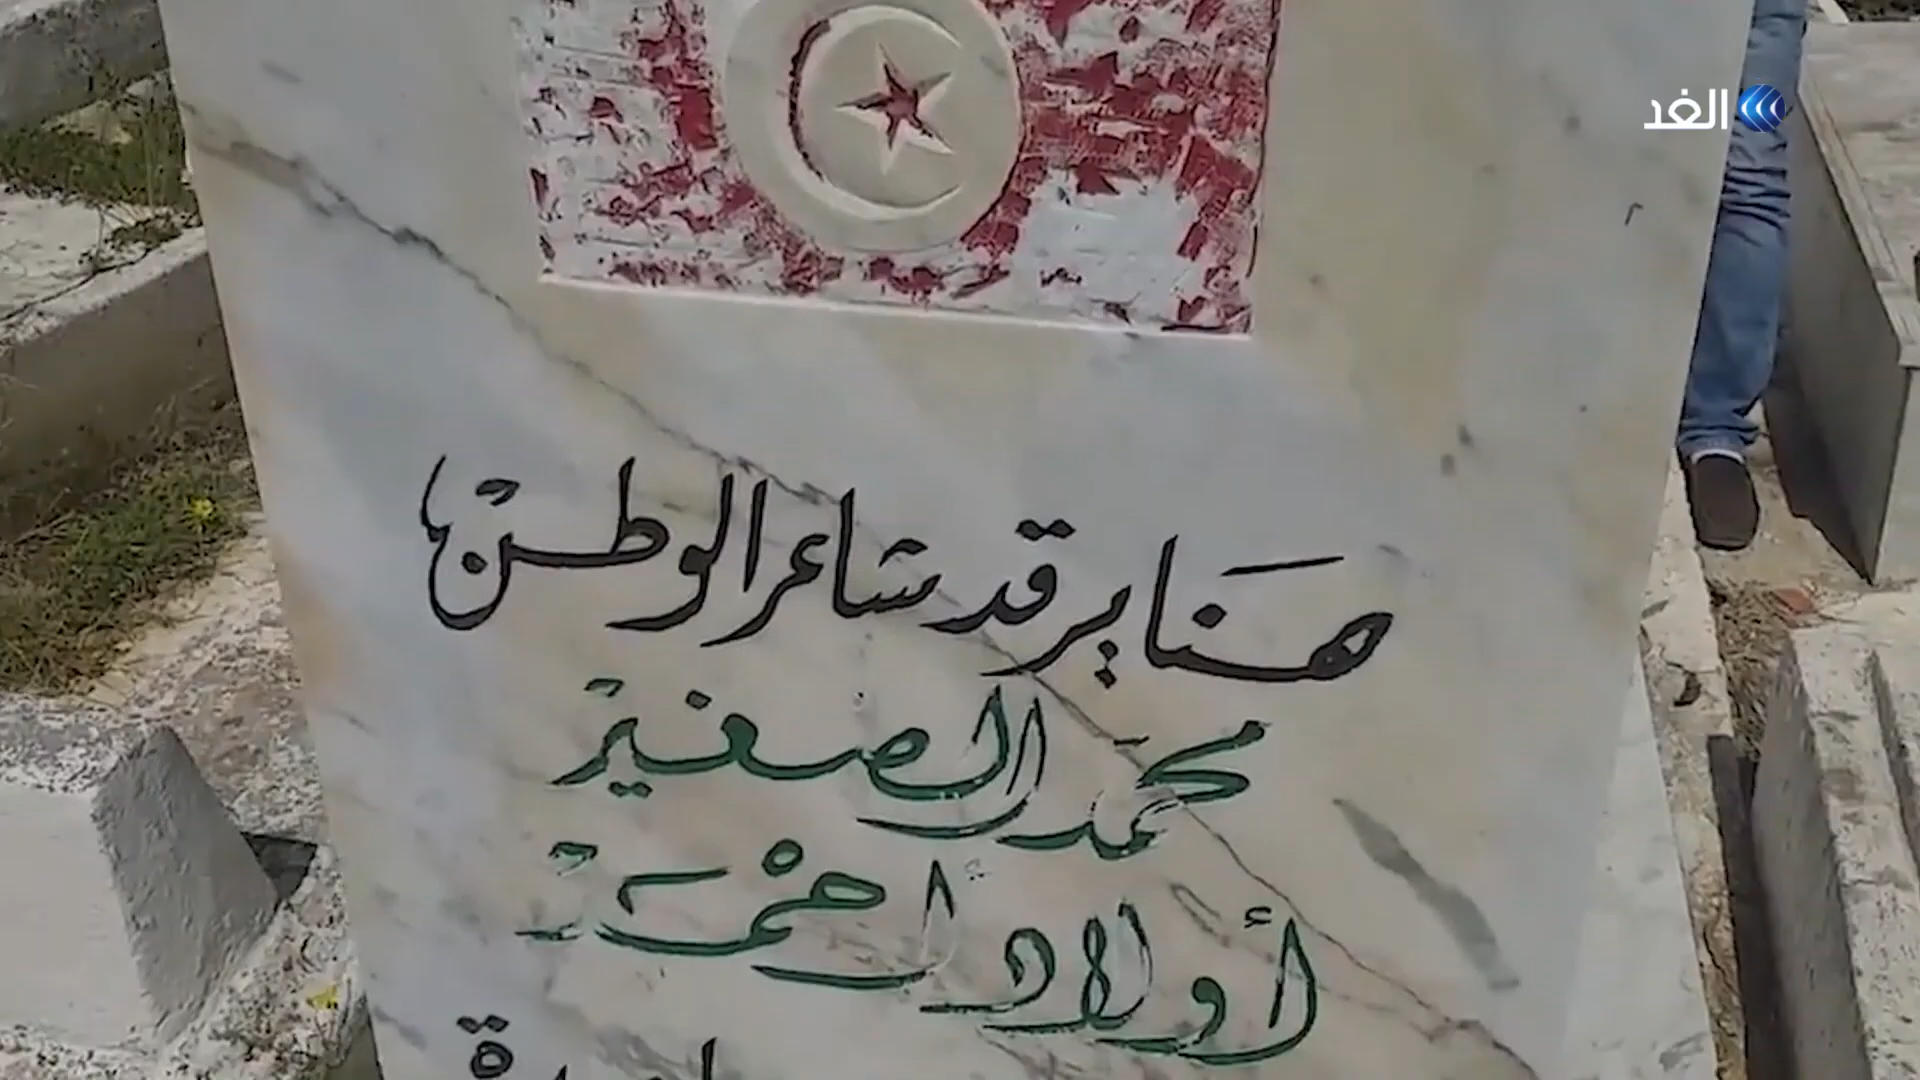 الغد
هنا يرقد شاعر الوطن
محمد الصغير
أولاد احمد